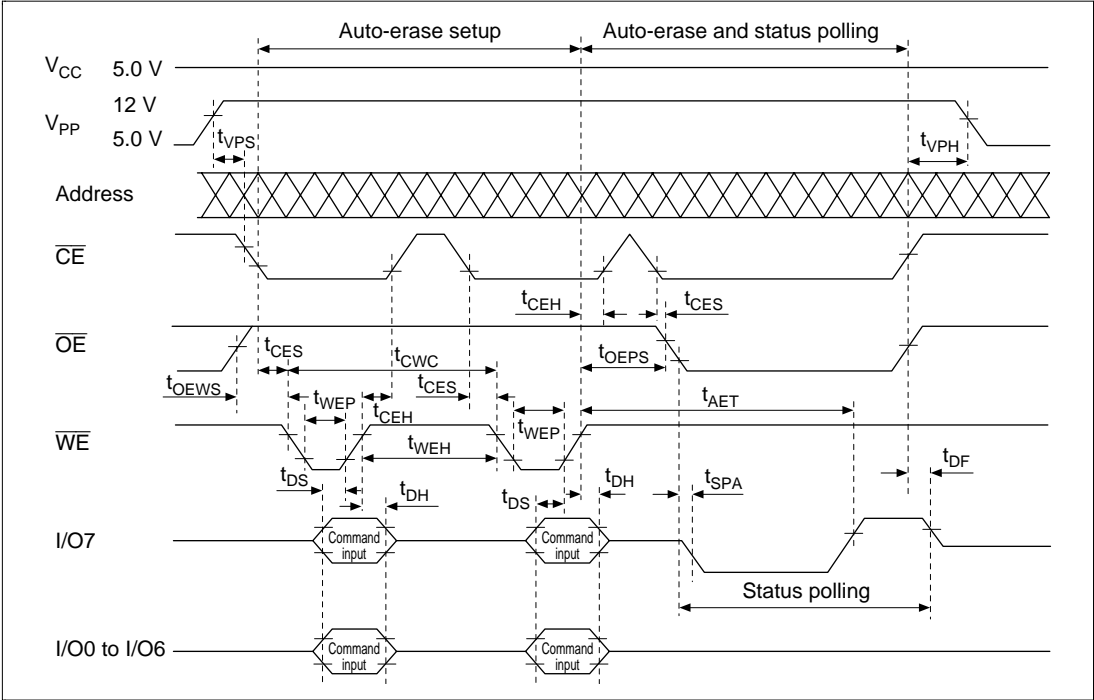 Auto-erase setup Auto-erase and status polling
VCC 5.0 V
12 V
VPP
5.0 V
tVPS
tVPH
Address
CE
tCEH tCES
OE
tCES tCWC tOEPS
tOEWS tWEP tCES tAET
tCEH tWEP
WE
tWEH
tDS tDH tDS tDH tSPA tDF
I/O7 Command input Command input
Status polling
I/O0 to I/O6 Command input Command input